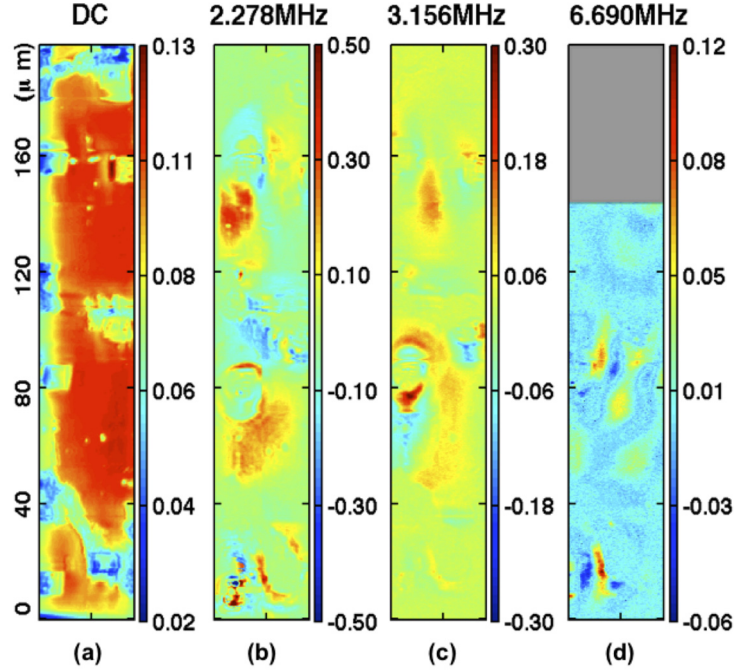 DC 2.278MHz 3.156MHz 6.690MHz
(μ m)
0.13 0.50 0.30 0.12
160 0.11 0.30 0.18 0.08
120 0.08 0.10 0.06 0.05
80 0.06 -0.10 -0.06 0.01
40 0.04 -0.30 -0.18 -0.03
0 0.02 -0.50 -0.30 -0.06
(a) (b) (c) (d)